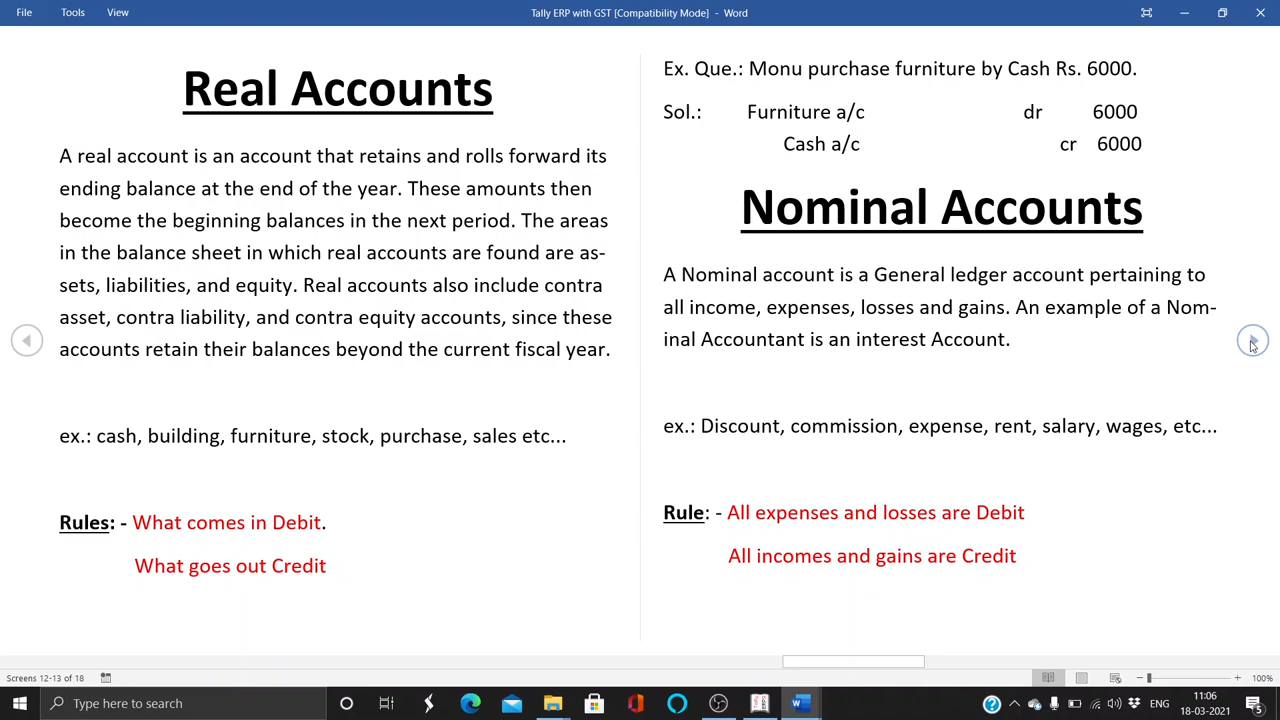 File Tools View Tally ERP with GST [Compatibility Mode] - Word
Real Accounts
A real account is an account that retains and rolls forward its
ending balance at the end of the year. These amounts then
become the beginning balances in the next period. The areas
in the balance sheet in which real accounts are found are as-
sets, liabilities, and equity. Real accounts also include contra
asset, contra liability, and contra equity accounts, since these
accounts retain their balances beyond the current fiscal year.
ex.: cash, building, furniture, stock, purchase, sales etc...
Rules: - What comes in Debit.
What goes out Credit
Ex. Que.: Monu purchase furniture by Cash Rs. 6000.
Sol.: Furniture a/c dr 6000
Cash a/c cr 6000
Nominal Accounts
A Nominal account is a General ledger account pertaining to
all income, expenses, losses and gains. An example of a Nom-
inal Accountant is an interest Account.
ex.: Discount, commission, expense, rent, salary, wages, etc...
Rule: - All expenses and losses are Debit
All incomes and gains are Credit
Screens 12-13 of 18 100%
Type here to search ENG 11:06
18-03-2021 5